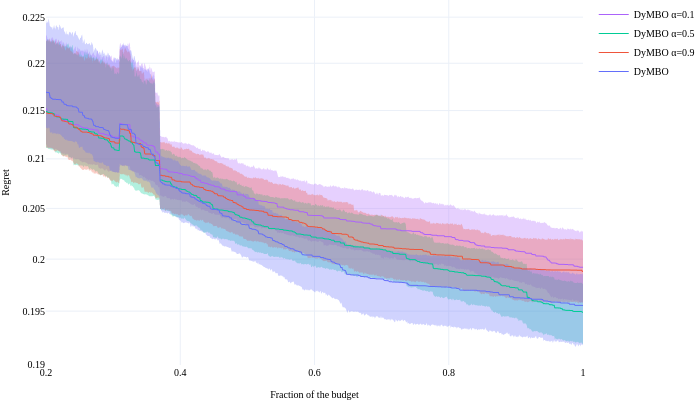 0.225
0.22
0.215
0.21
0.205
0.2
0.195
0.19
Regret
0.2
0.4
0.6
0.8
1
Fraction of the budget
DyMBO α=0.1
DyMBO α=0.5
DyMBO α=0.9
DyMBO